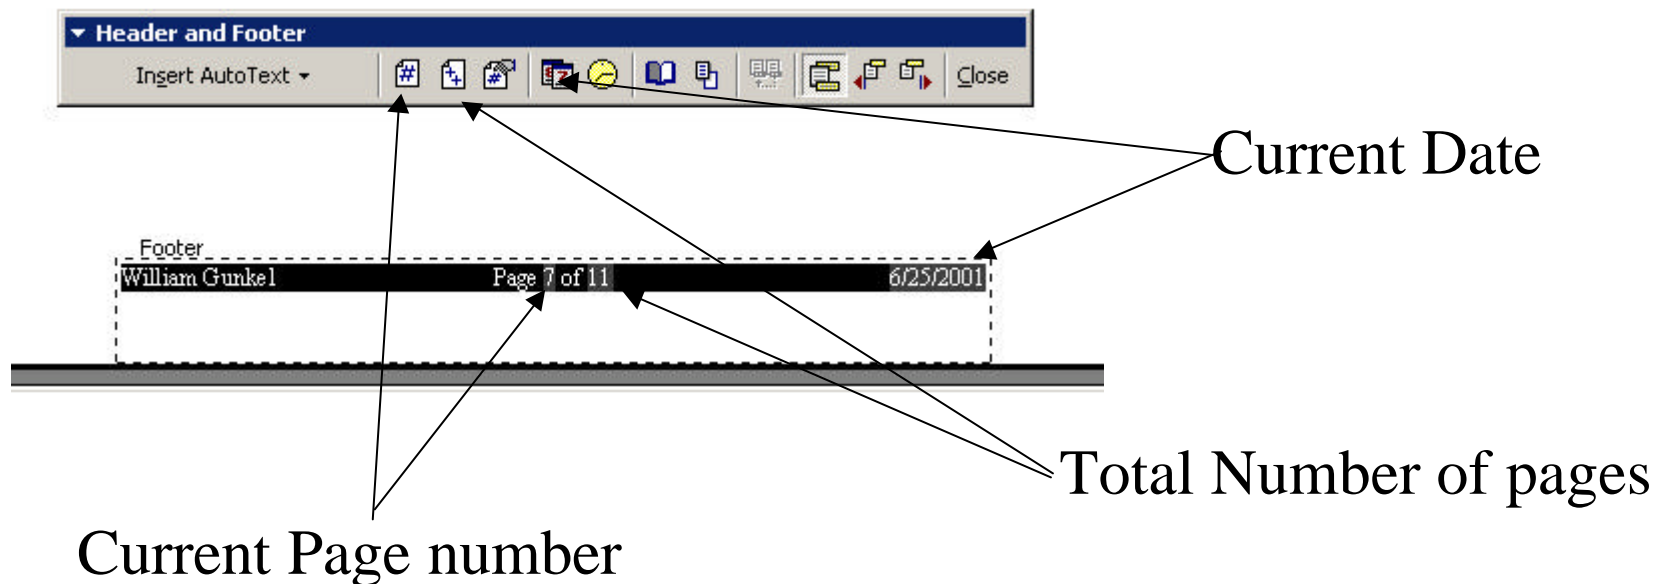 Header and Footer
Insert AutoText Close
Current Date
Footer
William Gunkel Page 7 of 11 6/25/2001
Total Number of pages
Current Page number